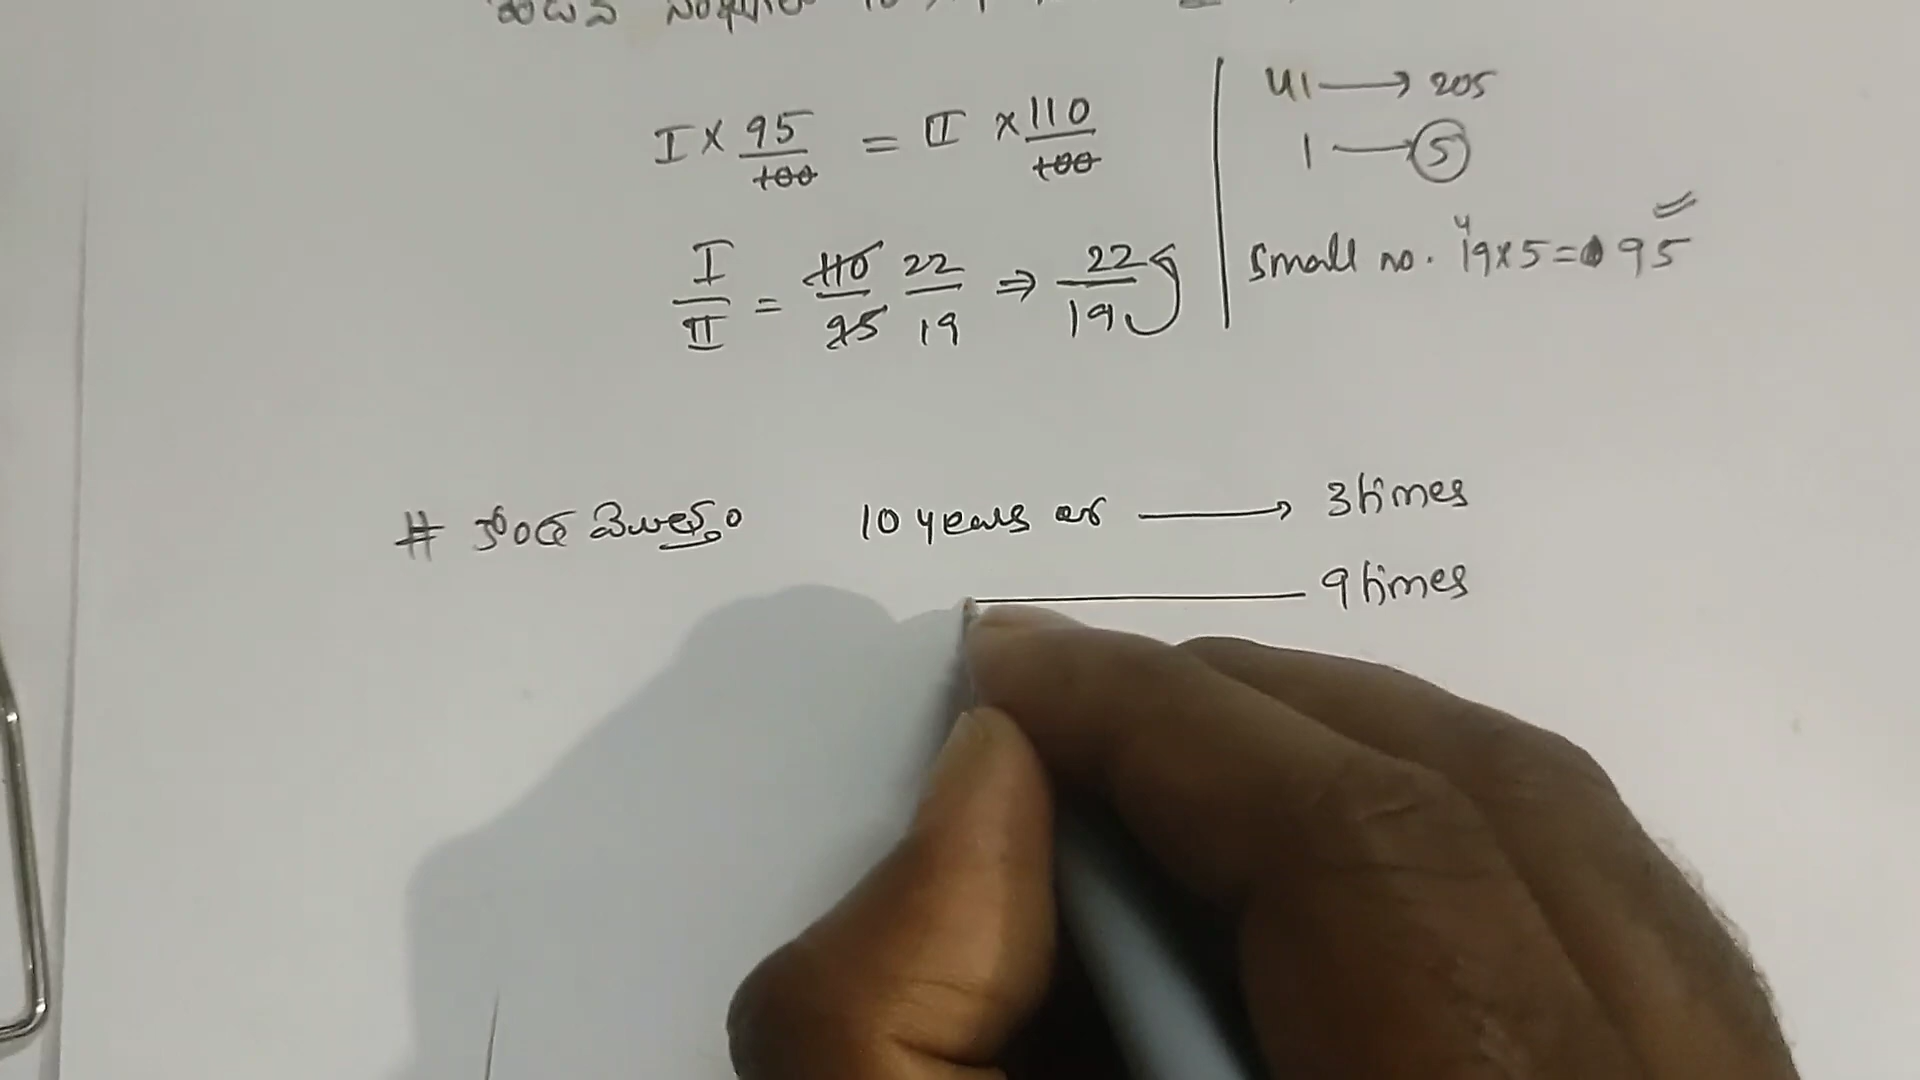 I × 95/100 = II × 110/100
I/II = 110/95 22/19 ⇒ 22/19
41 → 205
1 → 5
Small no. 19×5=95
# కొంత మొత్తం 10 years లో → 3 times
9 times